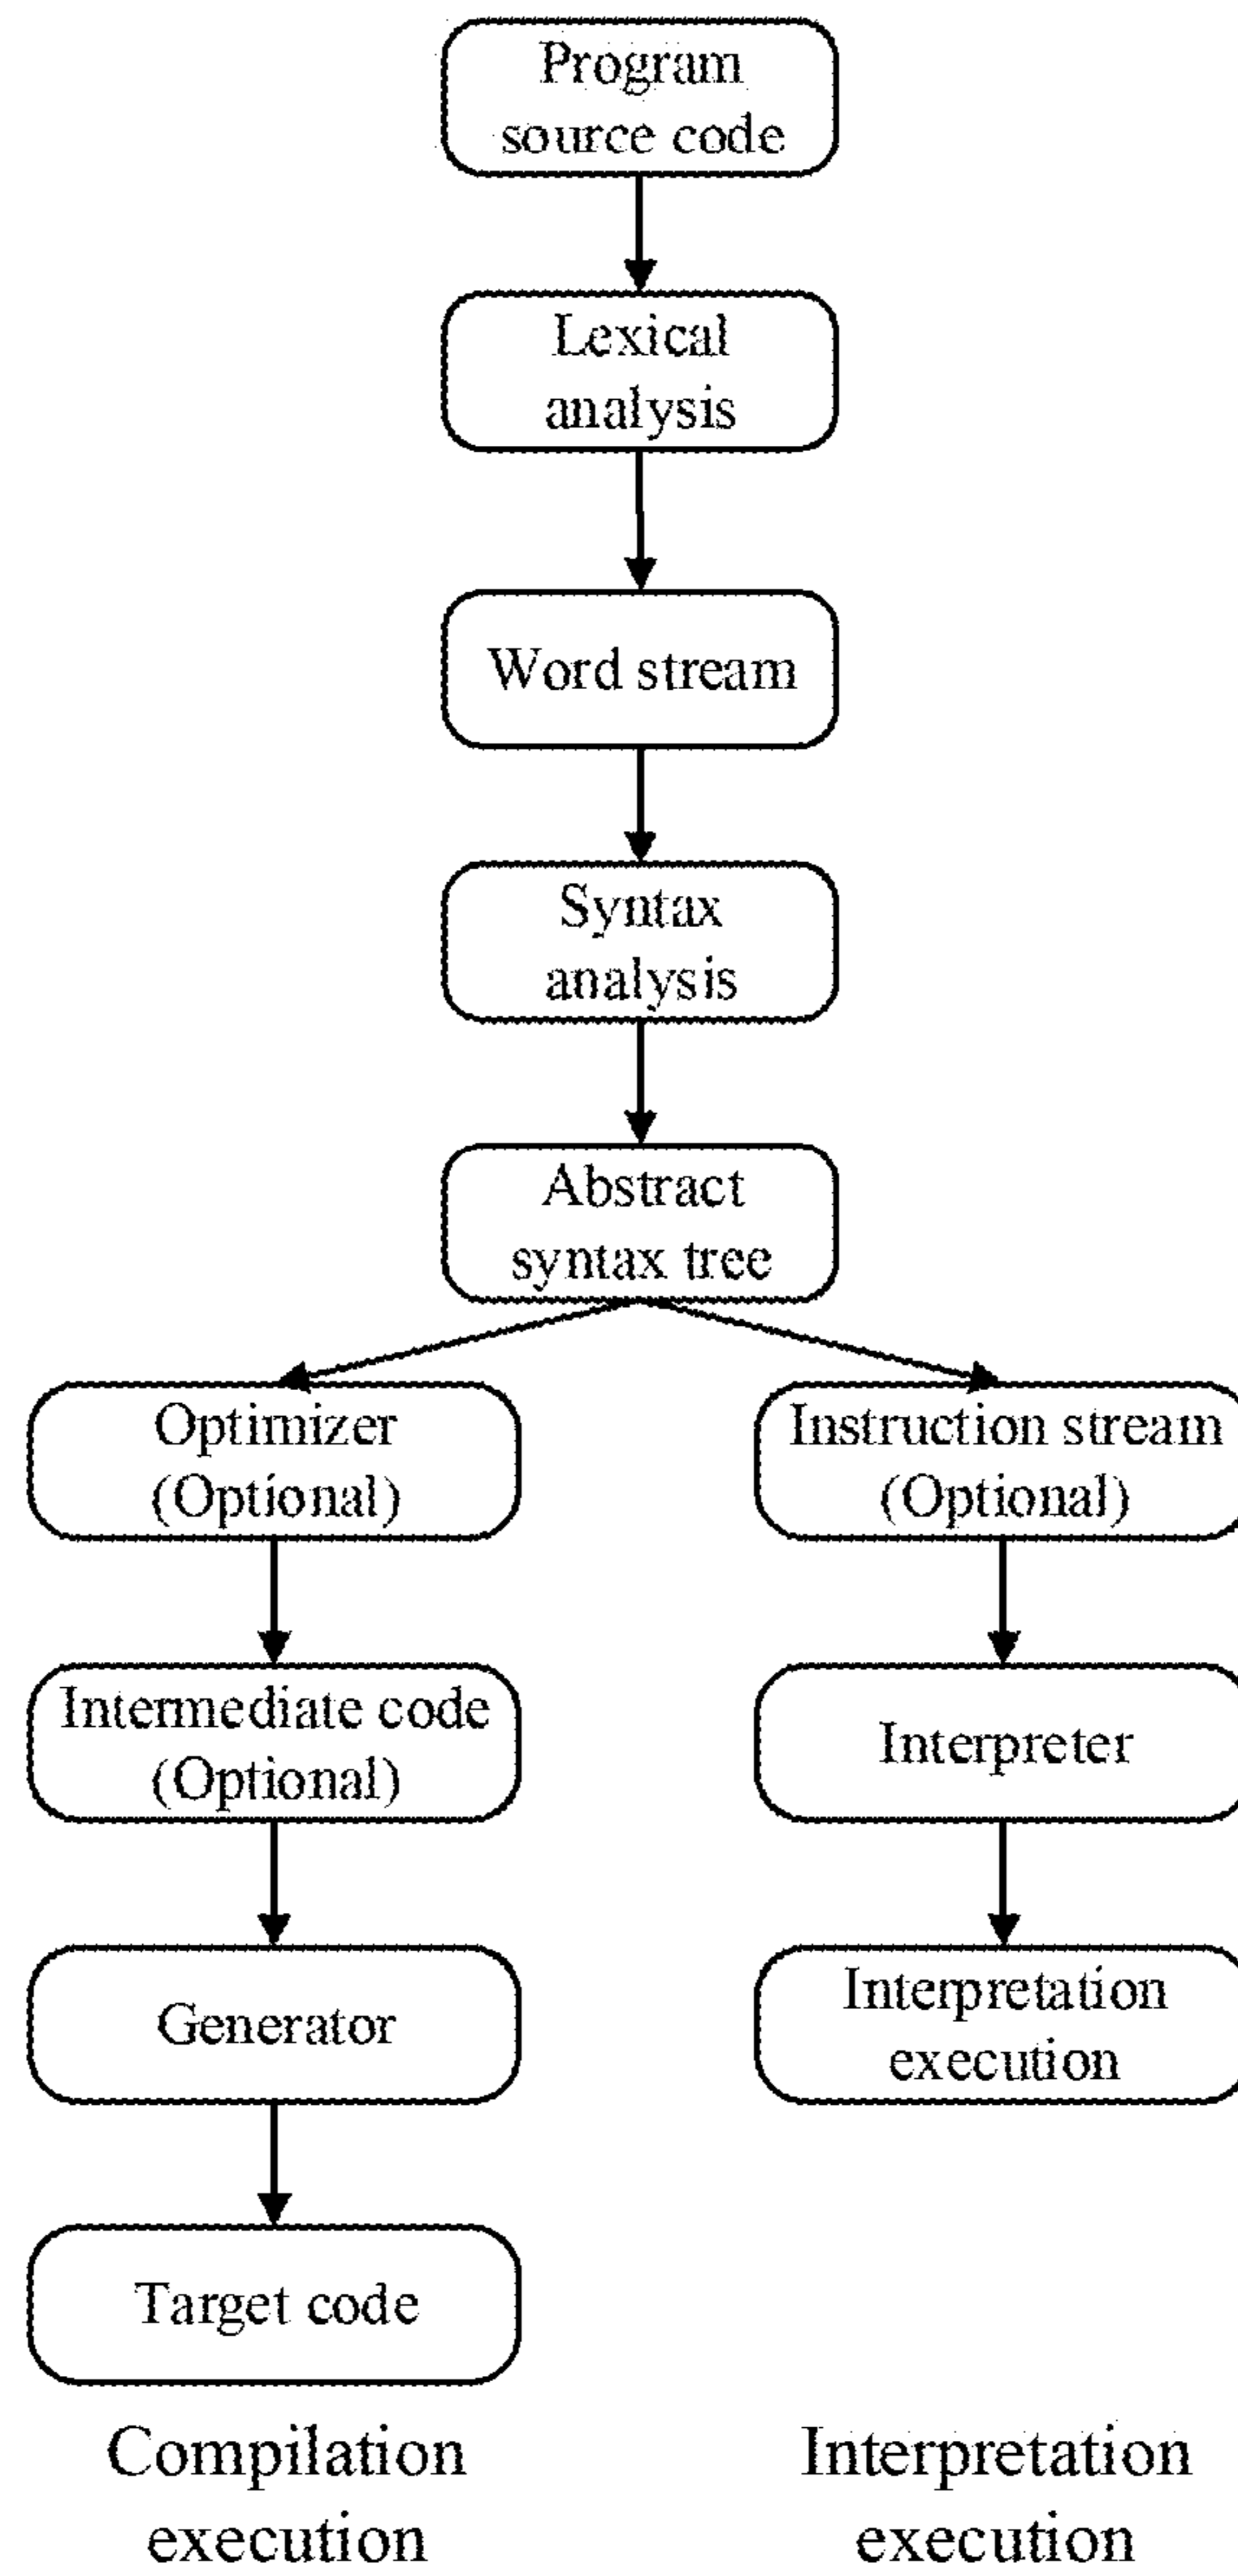 Program
source code
Lexical
analysis
Word stream
Syntax
analysis
Abstract
syntax tree
Optimizer
(Optional)
Instruction stream
(Optional)
Intermediate code
(Optional)
Interpreter
Generator
Interpretation
execution
Target code
Compilation
execution
Interpretation
execution